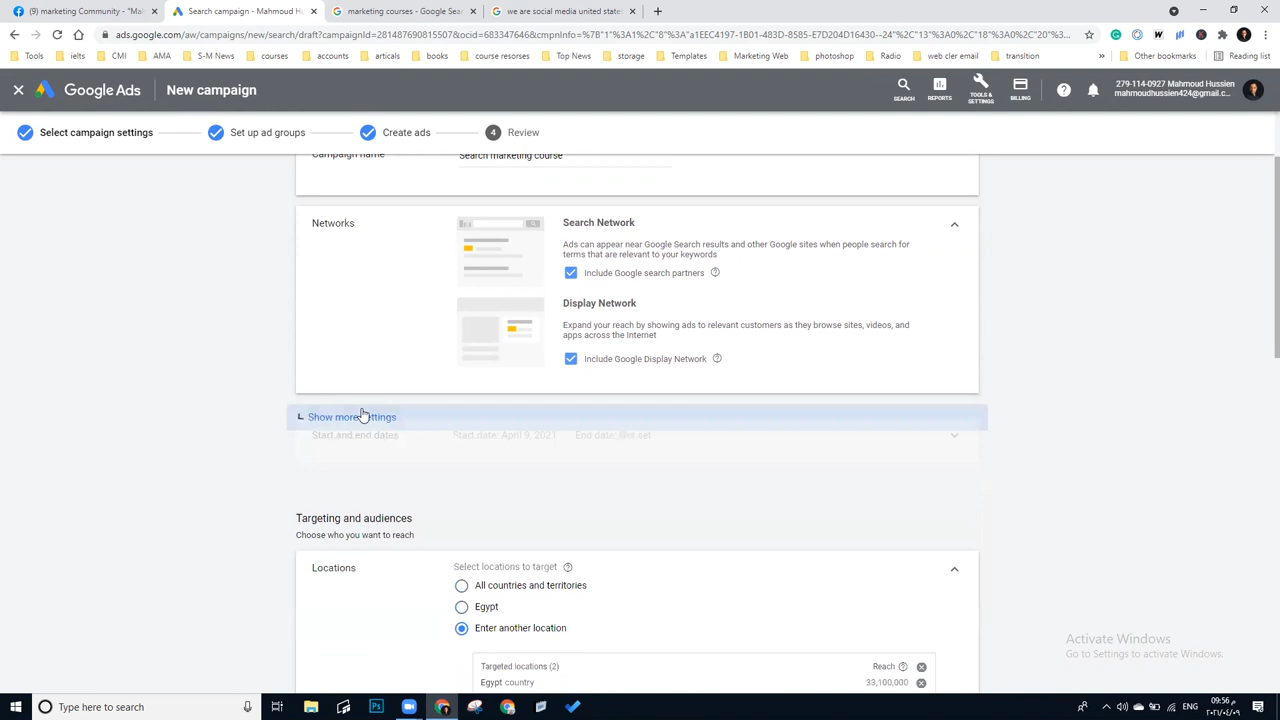 (9) marketing Community - "Mak
Search campaign - Mahmoud Huss
marketing courses - Google Sea
we are social media united state
ads.google.com/aw/campaigns/new/search/draft?campaignId=281487690815507&ocid=683347646&cmpnInfo=%7B"1%3A1%2C"8%3A"a1EEC4197-1B01-483D-8585-E7D204D16430--24"%2C"13%3A0%2C"18%3A0%2C"20%3...
Tools
ielts
CMI
AMA
S-M News
courses
accounts
articals
books
course resorses
Top News
storage
Templates
Marketing Web
photoshop
Radio
web cler email
transltion
Other bookmarks
Reading list
Google Ads
New campaign
SEARCH
REPORTS
TOOLS & SETTINGS
BILLING
279-114-0927 Mahmoud Hussien
mahmoudhussien424@gmail.c...
Select campaign settings
Set up ad groups
Create ads
4
Review
Campaign name
Search marketing course
Networks
Search Network
Ads can appear near Google Search results and other Google sites when people search for
terms that are relevant to your keywords
Include Google search partners
Display Network
Expand your reach by showing ads to relevant customers as they browse sites, videos, and
apps across the Internet
Include Google Display Network
Show more settings
Start and end dates
Start date: April 9, 2021
End date: Not set
Targeting and audiences
Choose who you want to reach
Locations
Select locations to target
All countries and territories
Egypt
Enter another location
Targeted locations (2)
Reach
Egypt country
33,100,000
Activate Windows
Go to Settings to activate Windows.
Type here to search
ENG
09:56 م
٢٠٢١/٠٤/٠٩